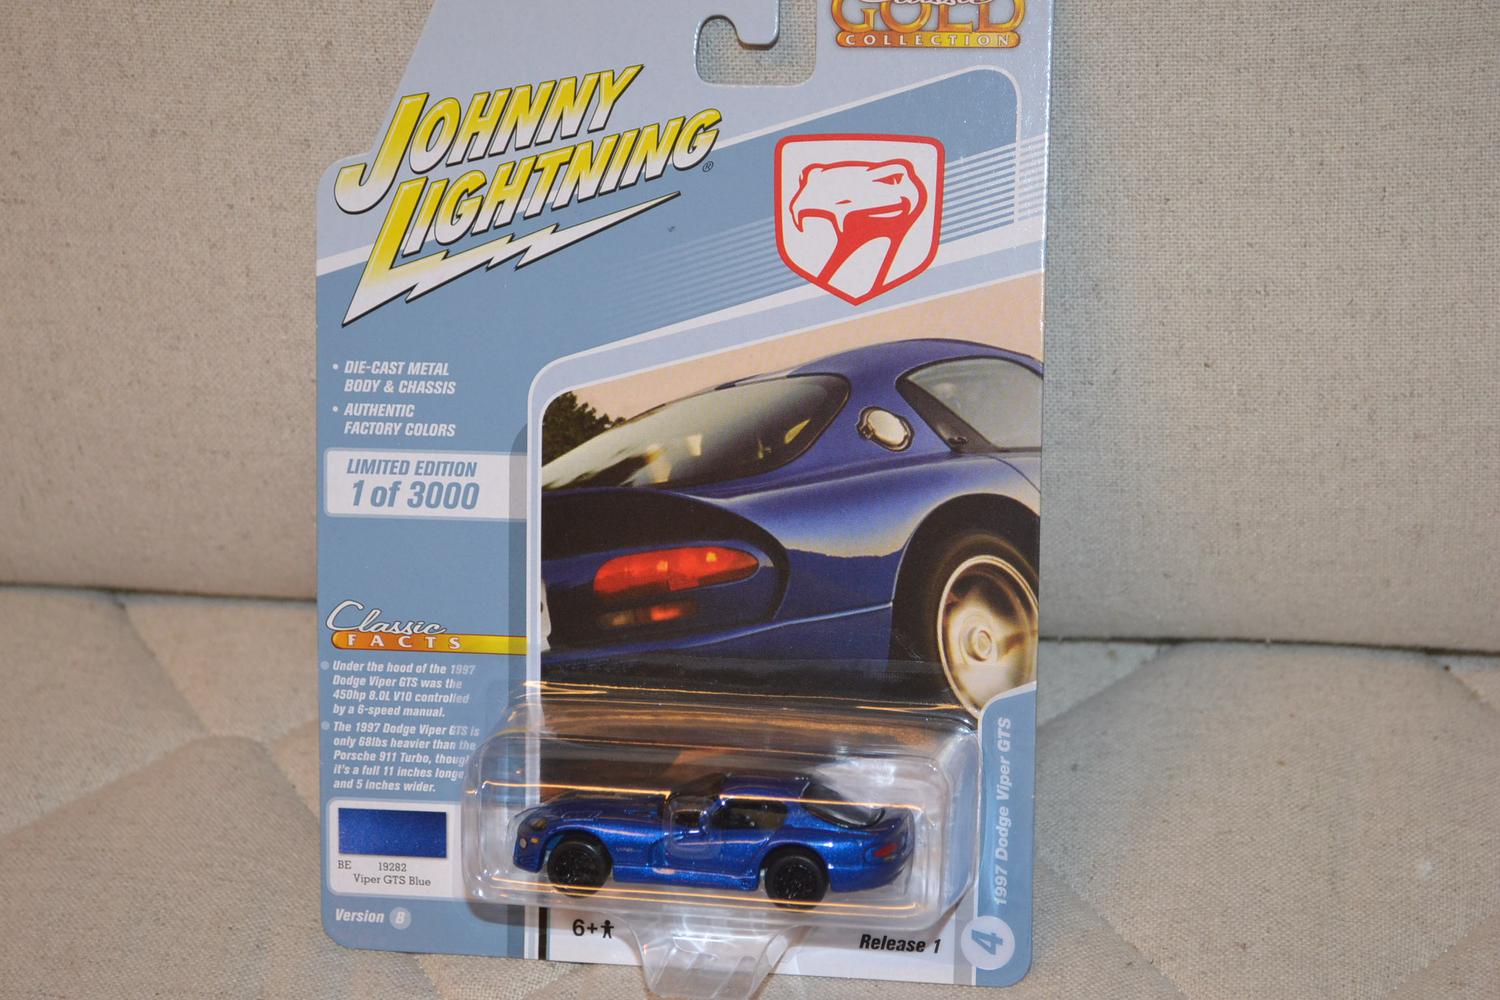 Classic
GOLD
COLLECTION
JOHNNY
LIGHTNING®
• DIE-CAST METAL
BODY & CHASSIS
• AUTHENTIC
FACTORY COLORS
LIMITED EDITION
1 of 3000
Classic
FACTS
Under the hood of the 1997
Dodge Viper GTS was the
450hp 8.0L V10 controlled
by a 6-speed manual.
The 1997 Dodge Viper GTS is
only 68lbs heavier than the
Porsche 911 Turbo, though
it's a full 11 inches longe
and 5 inches wider.
BE 19282
Viper GTS Blue
Version B
6+
Release 1
4
1997 Dodge Viper GTS